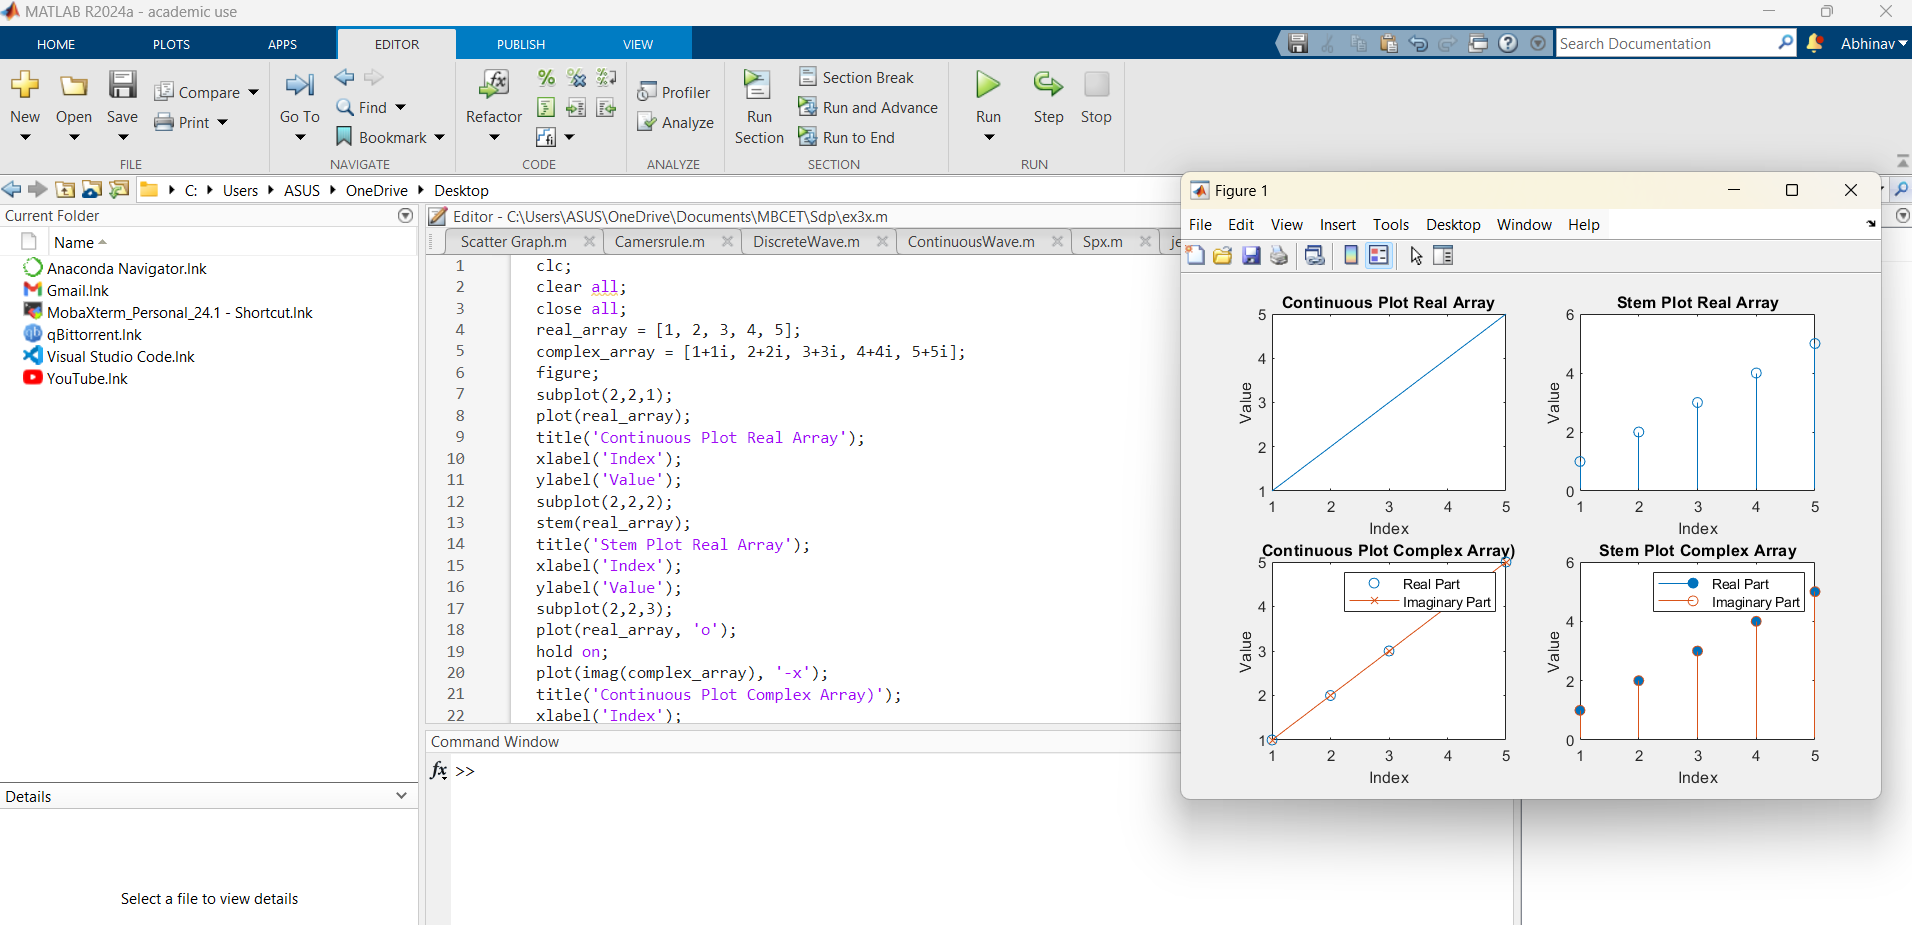 MATLAB R2024a - academic use
HOME PLOTS APPS EDITOR PUBLISH VIEW
Search Documentation
Abhinav
New Open Save
Compare
Print
FILE
Go To
Find
Bookmark
NAVIGATE
Refactor
CODE
Profiler
Analyze
ANALYZE
Run Section
Section Break
Run and Advance
Run to End
SECTION
Run Step Stop
RUN
C: Users ASUS OneDrive Desktop
Current Folder
Name
Anaconda Navigator.lnk
Gmail.lnk
MobaXterm_Personal_24.1 - Shortcut.lnk
qBittorrent.lnk
Visual Studio Code.lnk
YouTube.lnk
Details
Select a file to view details
Editor - C:\Users\ASUS\OneDrive\Documents\MBCET\Sdp\ex3x.m
Scatter Graph.m Camersrule.m DiscreteWave.m ContinuousWave.m Spx.m je
1 clc;
2 clear all;
3 close all;
4 real_array = [1, 2, 3, 4, 5];
5 complex_array = [1+1i, 2+2i, 3+3i, 4+4i, 5+5i];
6 figure;
7 subplot(2,2,1);
8 plot(real_array);
9 title('Continuous Plot Real Array');
10 xlabel('Index');
11 ylabel('Value');
12 subplot(2,2,2);
13 stem(real_array);
14 title('Stem Plot Real Array');
15 xlabel('Index');
16 ylabel('Value');
17 subplot(2,2,3);
18 plot(real_array, 'o');
19 hold on;
20 plot(imag(complex_array), '-x');
21 title('Continuous Plot Complex Array)');
22 xlabel('Index');
Command Window
fx >>
Figure 1
File Edit View Insert Tools Desktop Window Help
Continuous Plot Real Array
5
4
3
2
1
Value
1 2 3 4 5
Index
Stem Plot Real Array
6
4
2
0
Value
1 2 3 4 5
Index
Continuous Plot Complex Array)
Real Part
Imaginary Part
5
4
3
2
1
Value
1 2 3 4 5
Index
Stem Plot Complex Array
Real Part
Imaginary Part
6
4
2
0
Value
1 2 3 4 5
Index